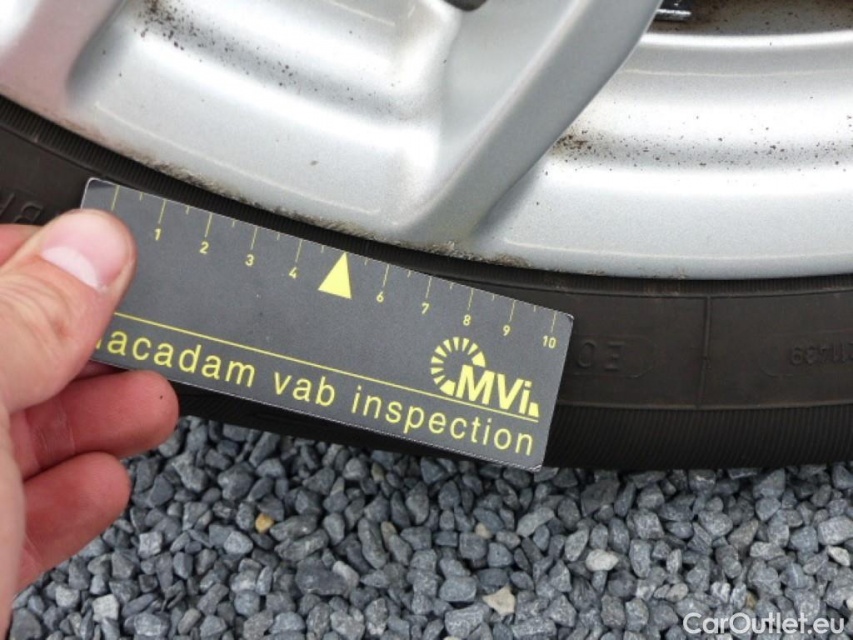 1 2 3 4 6 7 8 9 10
MVi.
acadam vab inspection
CarOutlet.eu